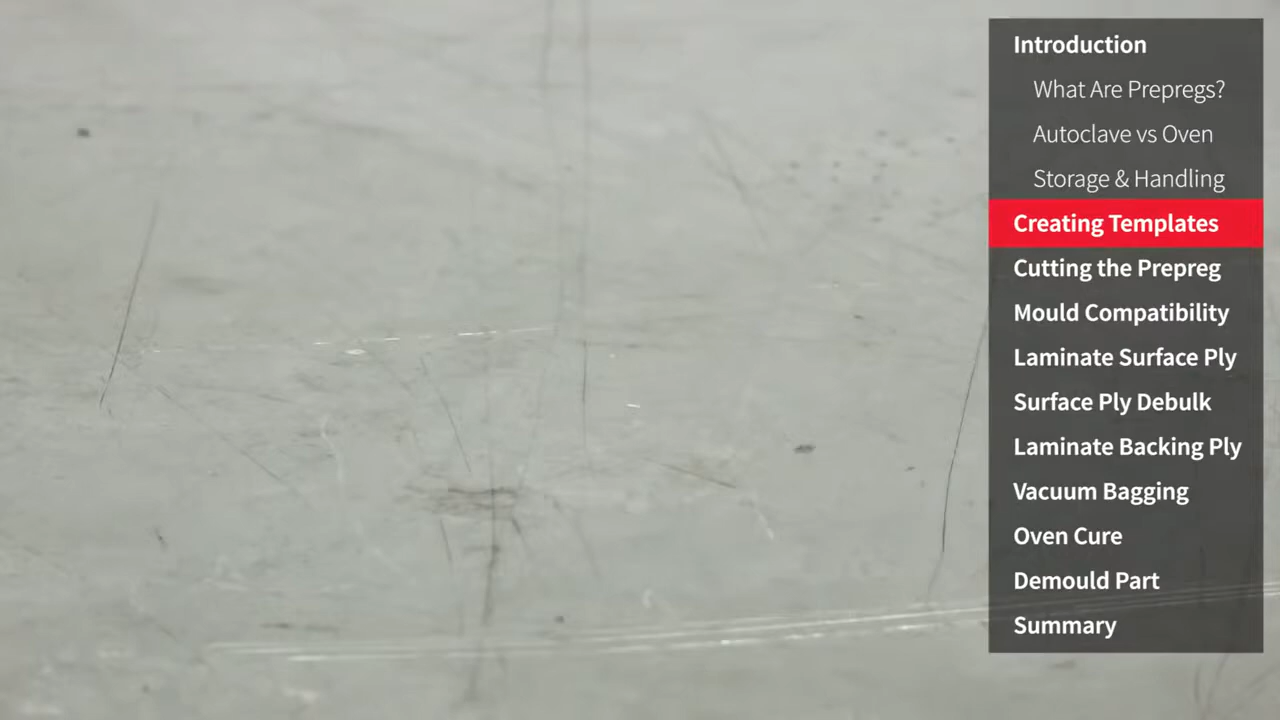 Introduction
What Are Prepregs?
Autoclave vs Oven
Storage & Handling
Creating Templates
Cutting the Prepreg
Mould Compatibility
Laminate Surface Ply
Surface Ply Debulk
Laminate Backing Ply
Vacuum Bagging
Oven Cure
Demould Part
Summary